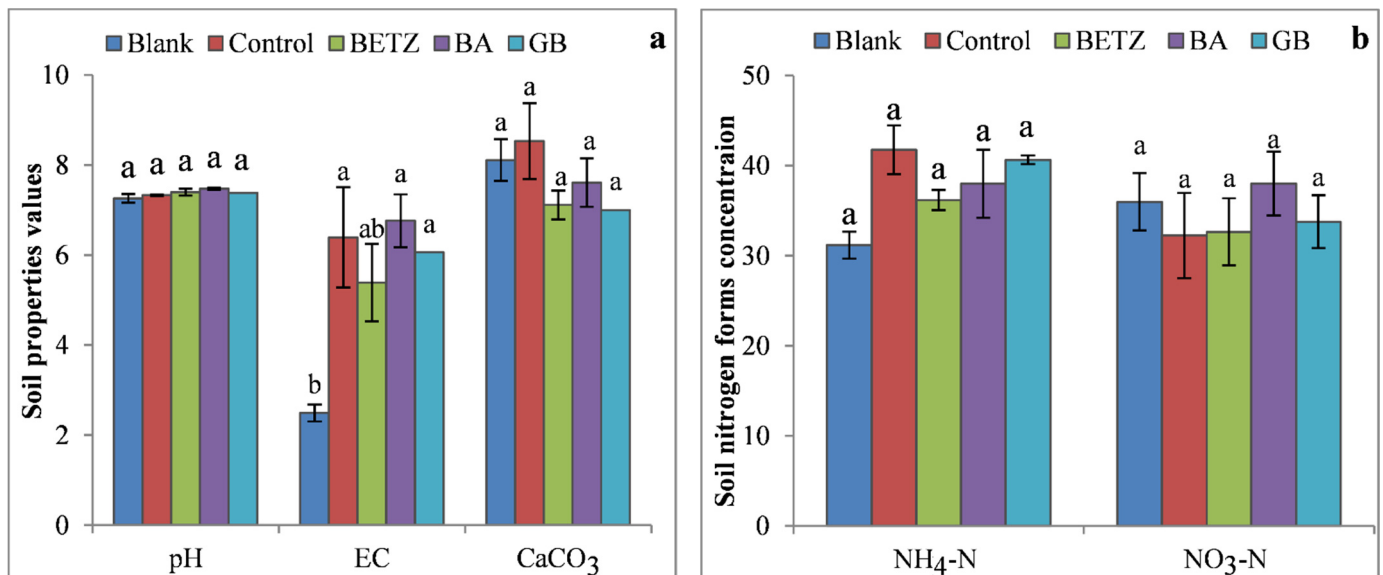 Blank Control BETZ BA GB a
10
8
6
4
2
0
Soil properties values
a a a a a
b a ab a a
a a a a a
pH EC CaCO3
Blank Control BETZ BA GB b
50
40
30
20
10
0
Soil nitrogen forms concentraion
a a a a a
a a a a a
NH4-N NO3-N